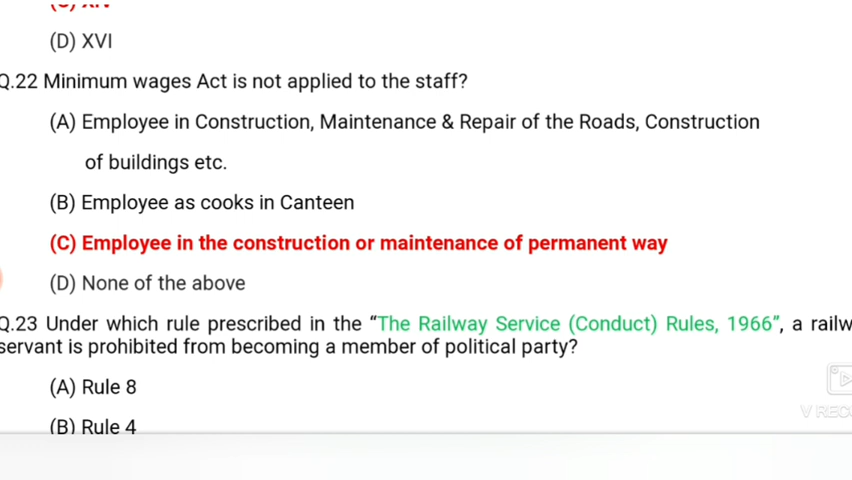 (D) XVI
Q.22 Minimum wages Act is not applied to the staff?
(A) Employee in Construction, Maintenance & Repair of the Roads, Construction
of buildings etc.
(B) Employee as cooks in Canteen
(C) Employee in the construction or maintenance of permanent way
(D) None of the above
Q.23 Under which rule prescribed in the “The Railway Service (Conduct) Rules, 1966”, a railw
servant is prohibited from becoming a member of political party?
(A) Rule 8
(B) Rule 4
V REC